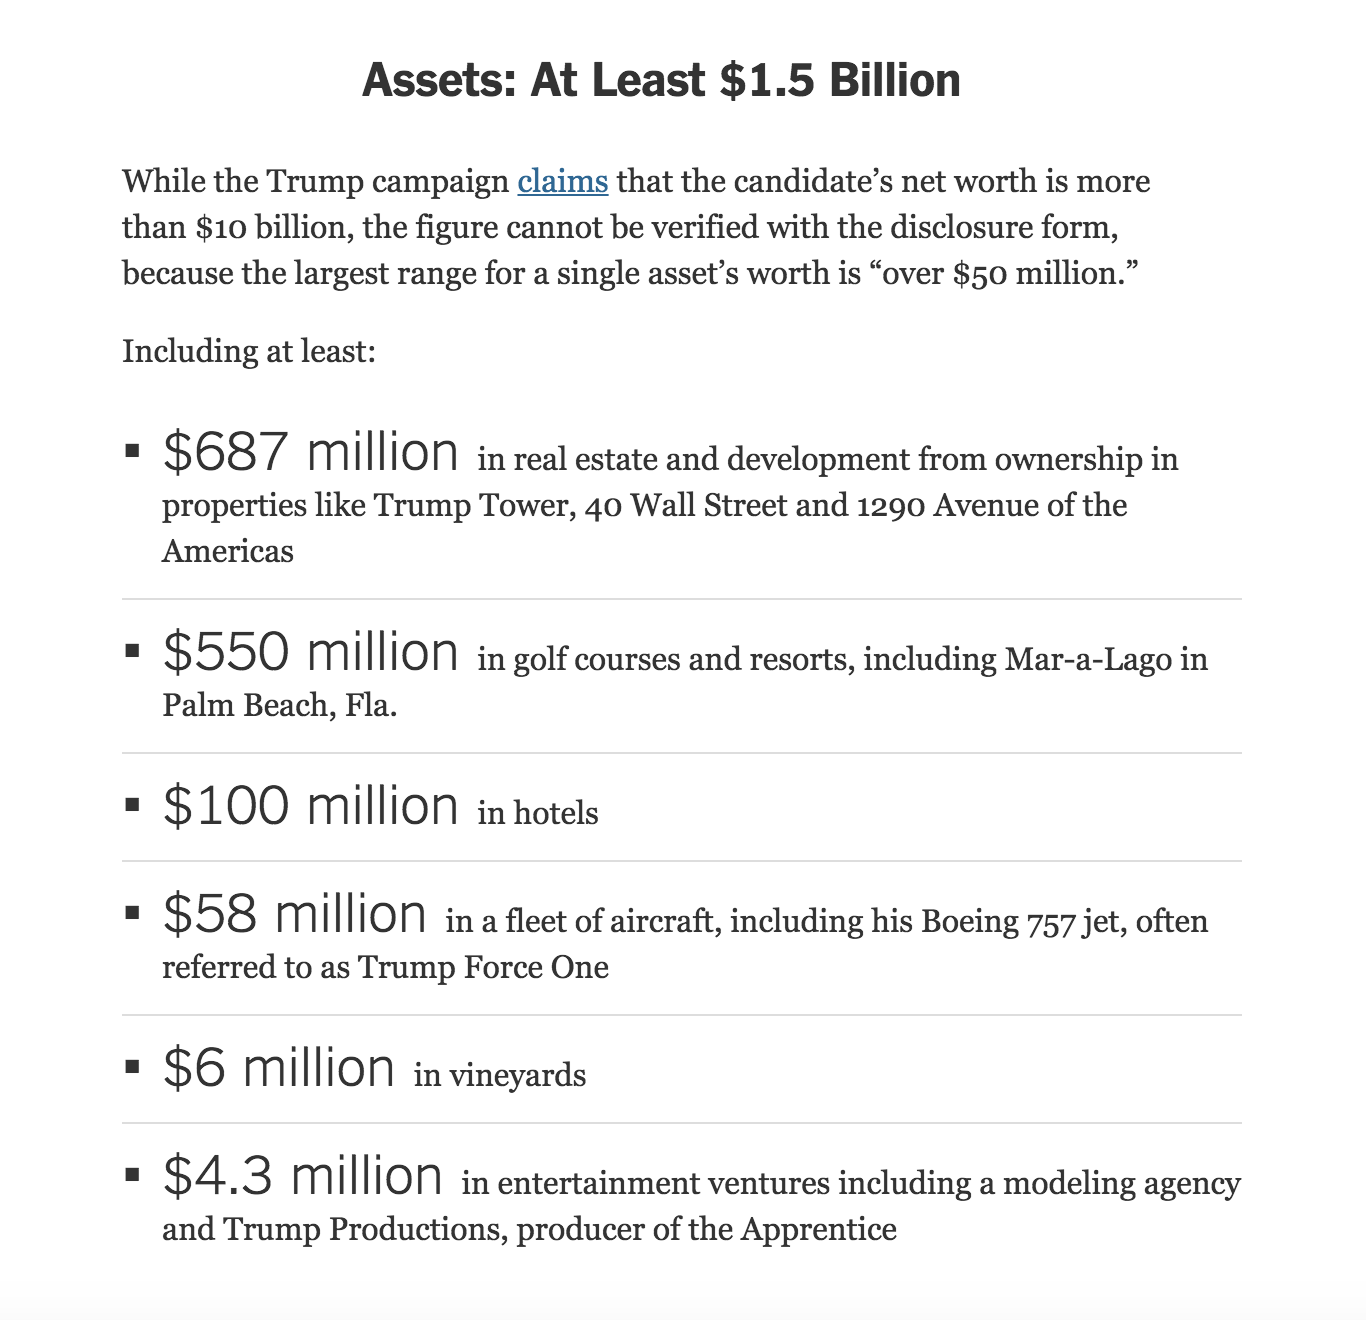 Assets: At Least $1.5 Billion
While the Trump campaign claims that the candidate’s net worth is more
than $10 billion, the figure cannot be verified with the disclosure form,
because the largest range for a single asset’s worth is “over $50 million.”
Including at least:
▪ $687 million in real estate and development from ownership in
properties like Trump Tower, 40 Wall Street and 1290 Avenue of the
Americas
▪ $550 million in golf courses and resorts, including Mar-a-Lago in
Palm Beach, Fla.
▪ $100 million in hotels
▪ $58 million in a fleet of aircraft, including his Boeing 757 jet, often
referred to as Trump Force One
▪ $6 million in vineyards
▪ $4.3 million in entertainment ventures including a modeling agency
and Trump Productions, producer of the Apprentice